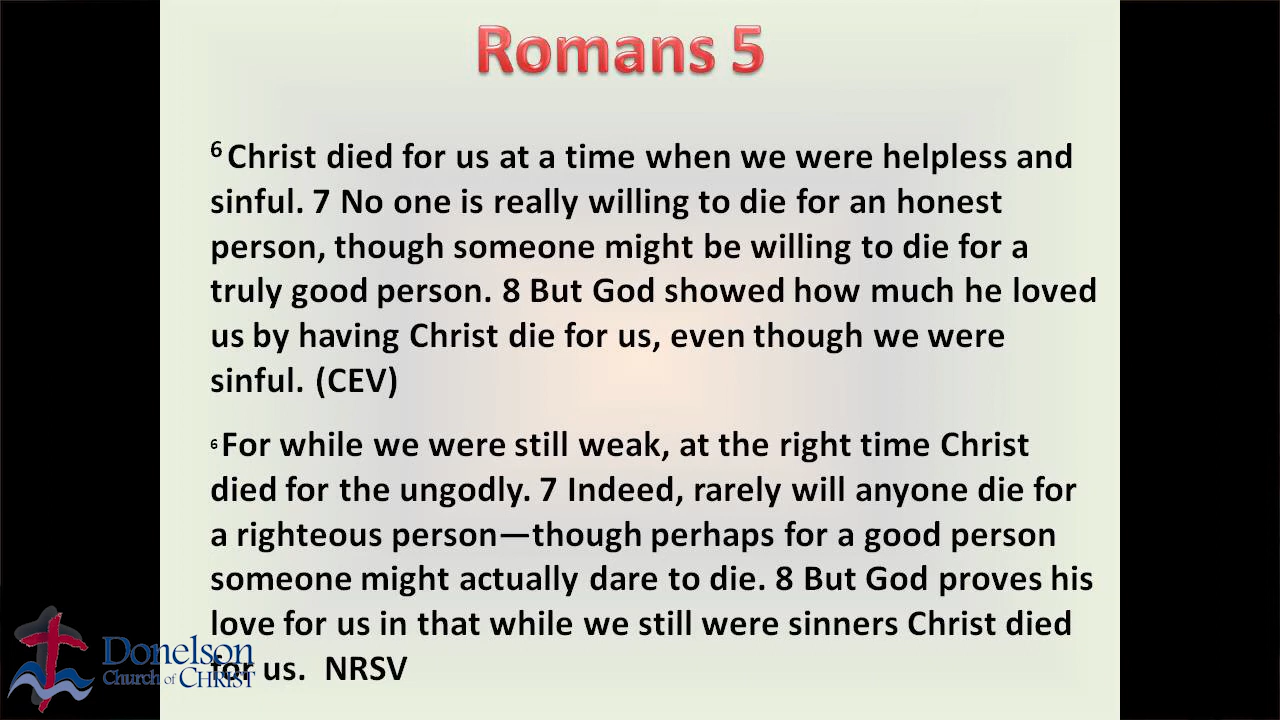 Romans 5
6 Christ died for us at a time when we were helpless and
sinful. 7 No one is really willing to die for an honest
person, though someone might be willing to die for a
truly good person. 8 But God showed how much he loved
us by having Christ die for us, even though we were
sinful. (CEV)
6 For while we were still weak, at the right time Christ
died for the ungodly. 7 Indeed, rarely will anyone die for
a righteous person—though perhaps for a good person
someone might actually dare to die. 8 But God proves his
love for us in that while we still were sinners Christ died
for us.  NRSV
Donelson
Church of Christ